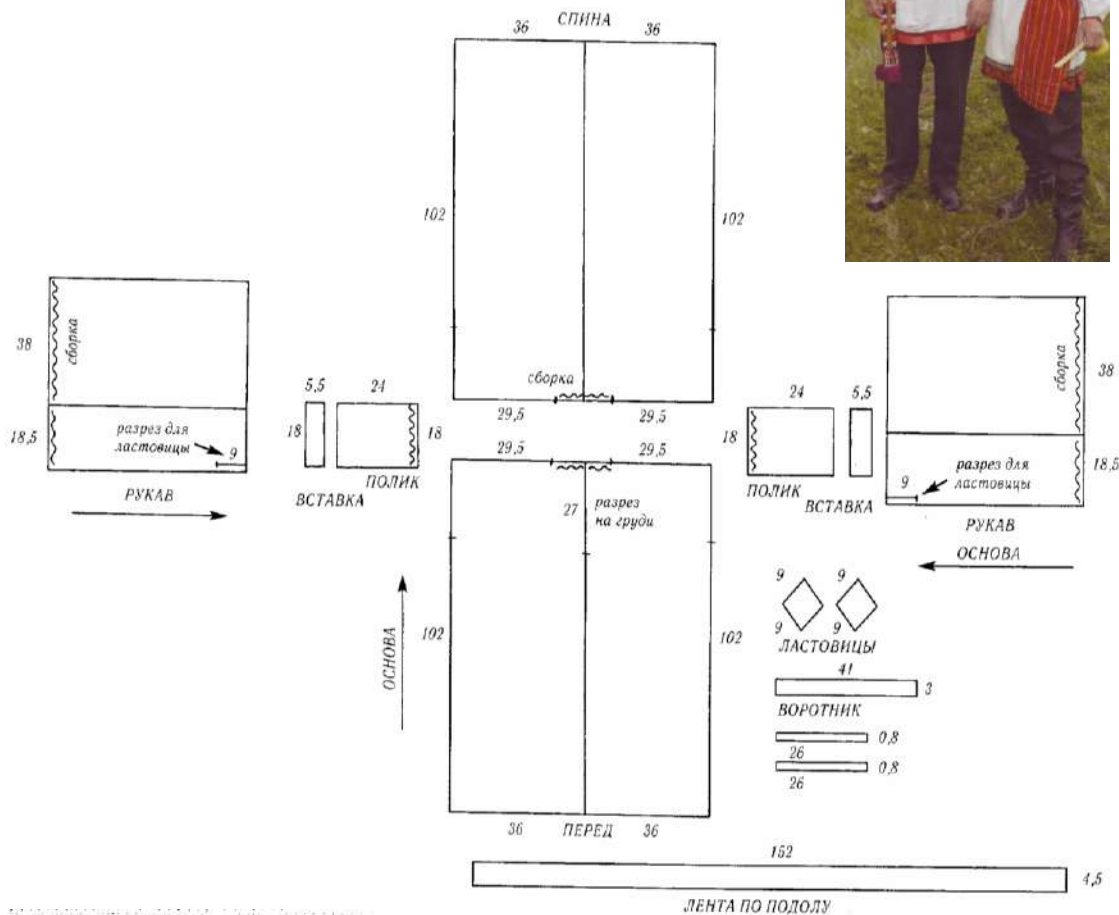 СПИНА
36 36
102 102
сборка
29,5 29,5
38
сборка
18,5
разрез для
ластовицы
9
РУКАВ
5,5
18
ВСТАВКА
24
18
ПОЛИК
24
18
ПОЛИК
5,5
ВСТАВКА
сборка
38
18,5
9
разрез для
ластовицы
РУКАВ
ОСНОВА
29,5 29,5
27 разрез
на груди
102 102
ОСНОВА
36 ПЕРЕД 36
9 9
9 9
ЛАСТОВИЦЫ
41
3
ВОРОТНИК
0,8
26
0,8
26
152
4,5
ЛЕНТА ПО ПОДОЛУ